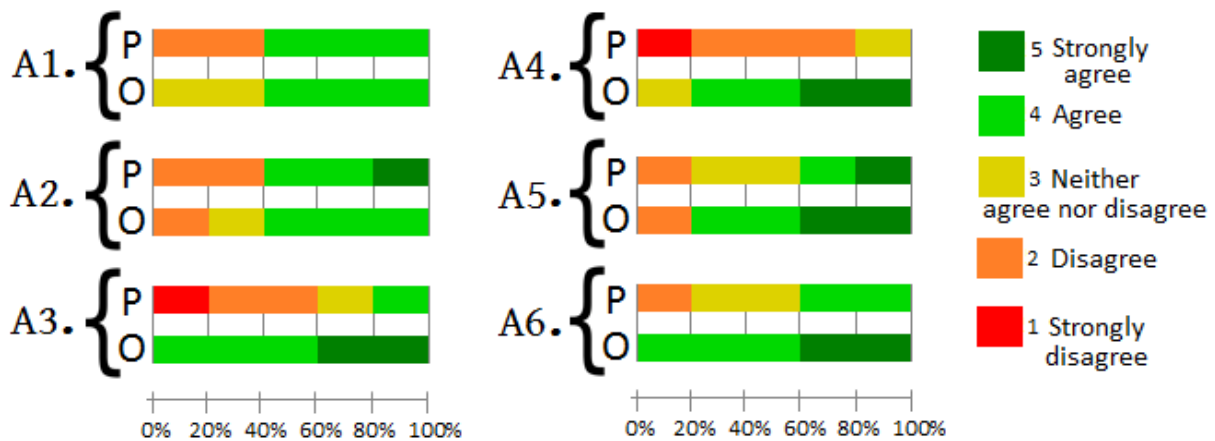 A1.
P
O
A2.
P
O
A3.
P
O
0% 20% 40% 60% 80% 100%
A4.
P
O
A5.
P
O
A6.
P
O
0% 20% 40% 60% 80% 100%
5 Strongly
agree
4 Agree
3 Neither
agree nor disagree
2 Disagree
1 Strongly
disagree